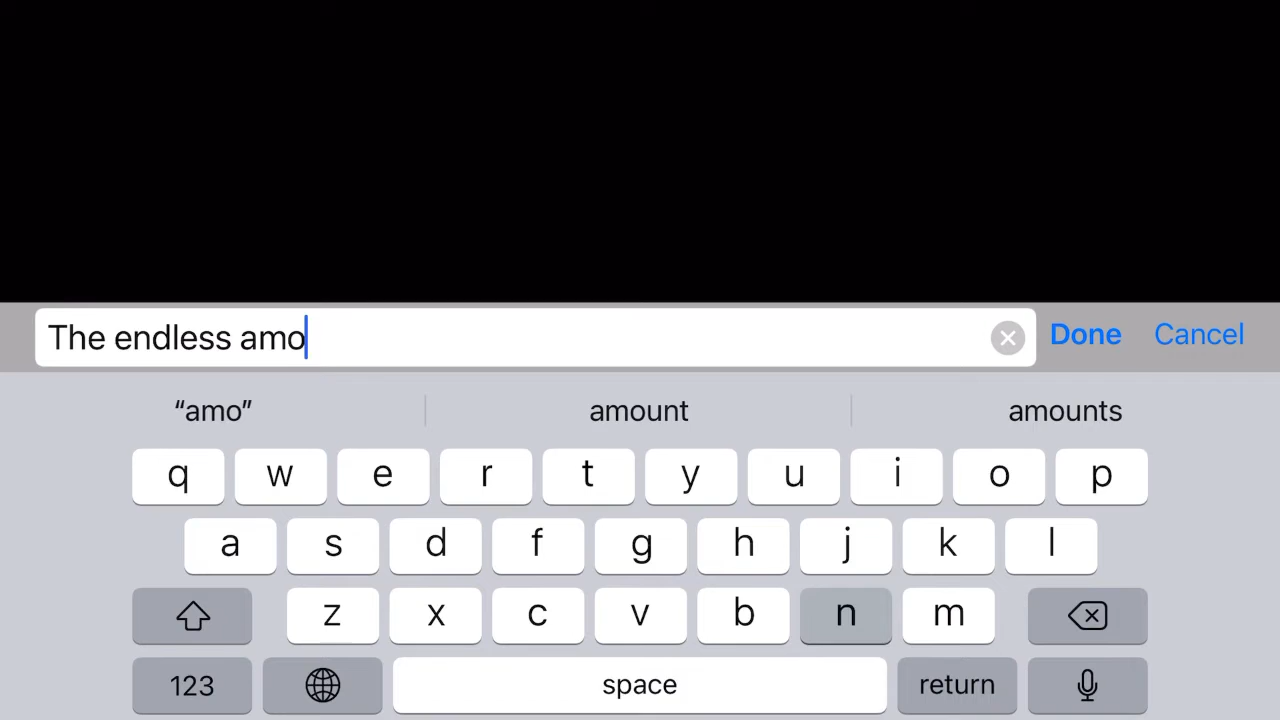 The endless amo
Done
Cancel
“amo”
amount
amounts
q w e r t y u i o p
a s d f g h j k l
z x c v b n m
123
space
return